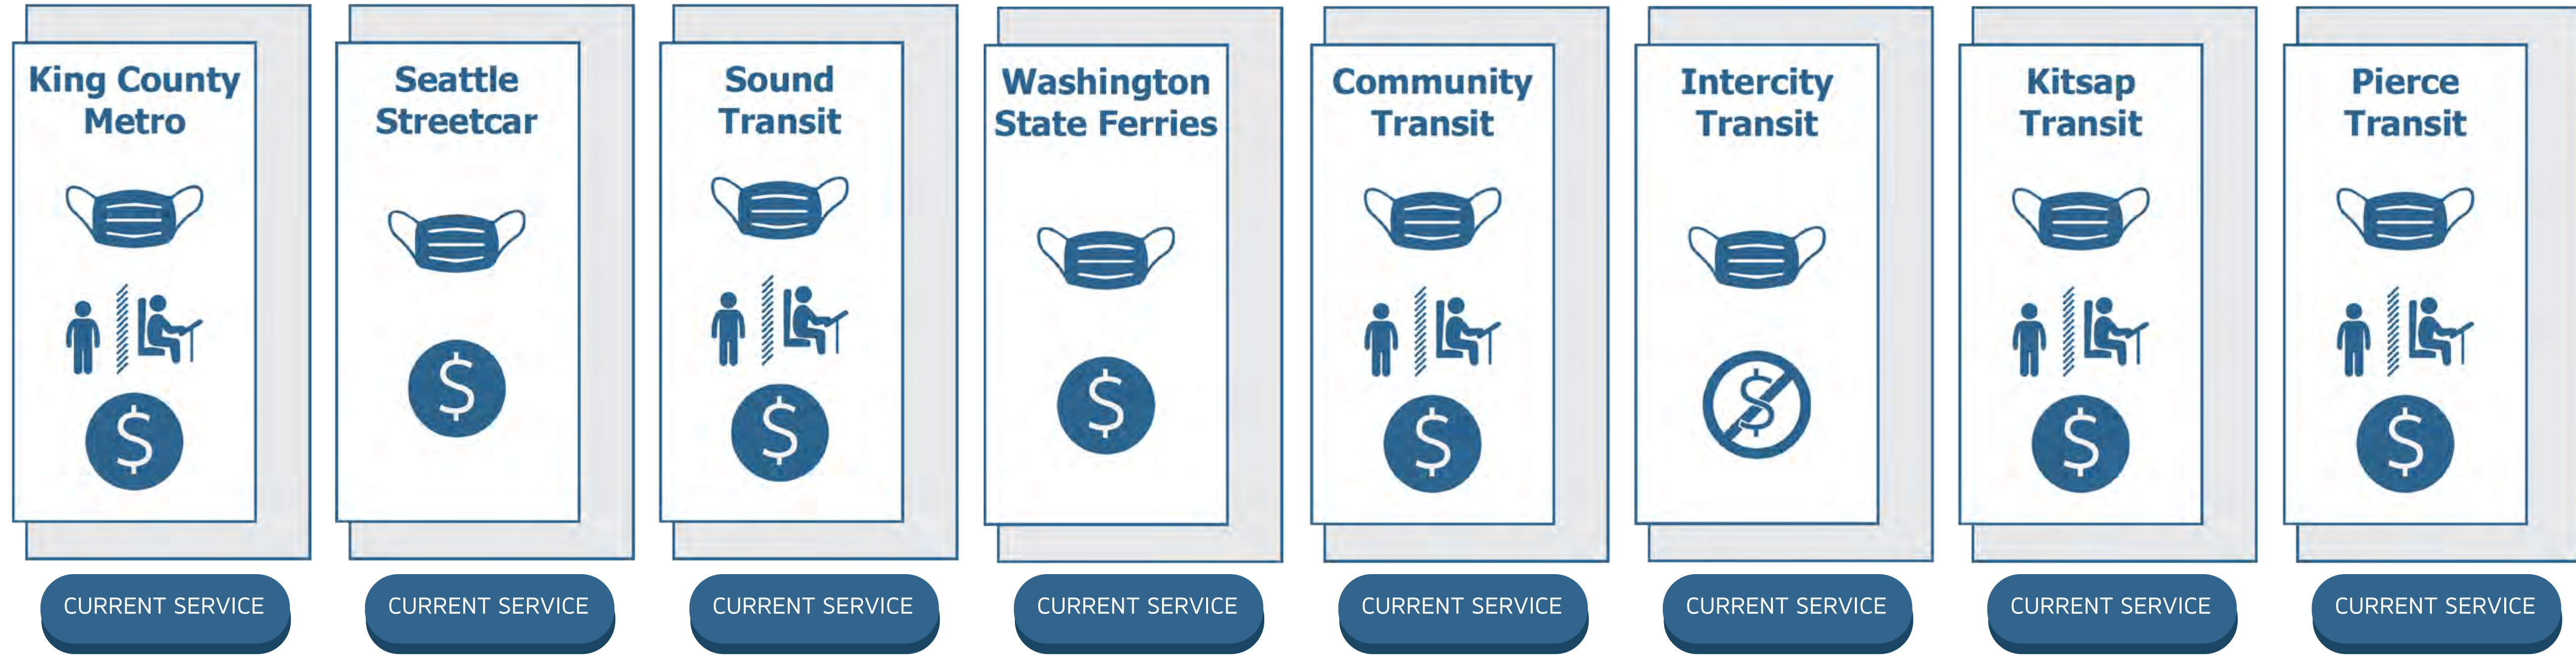 King County
Metro
Seattle
Streetcar
Sound
Transit
Washington
State Ferries
Community
Transit
Intercity
Transit
Kitsap
Transit
Pierce
Transit
$
$
$
$
$
$
$
$
CURRENT SERVICE
CURRENT SERVICE
CURRENT SERVICE
CURRENT SERVICE
CURRENT SERVICE
CURRENT SERVICE
CURRENT SERVICE
CURRENT SERVICE